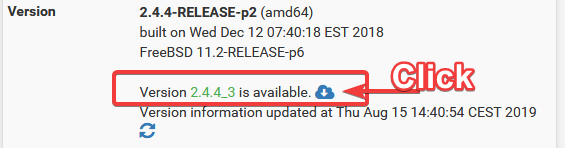 Version
2.4.4-RELEASE-p2 (amd64)
built on Wed Dec 12 07:40:18 EST 2018
FreeBSD 11.2-RELEASE-p6
Version 2.4.4_3 is available.
Click
Version information updated at Thu Aug 15 14:40:54 CEST 2019